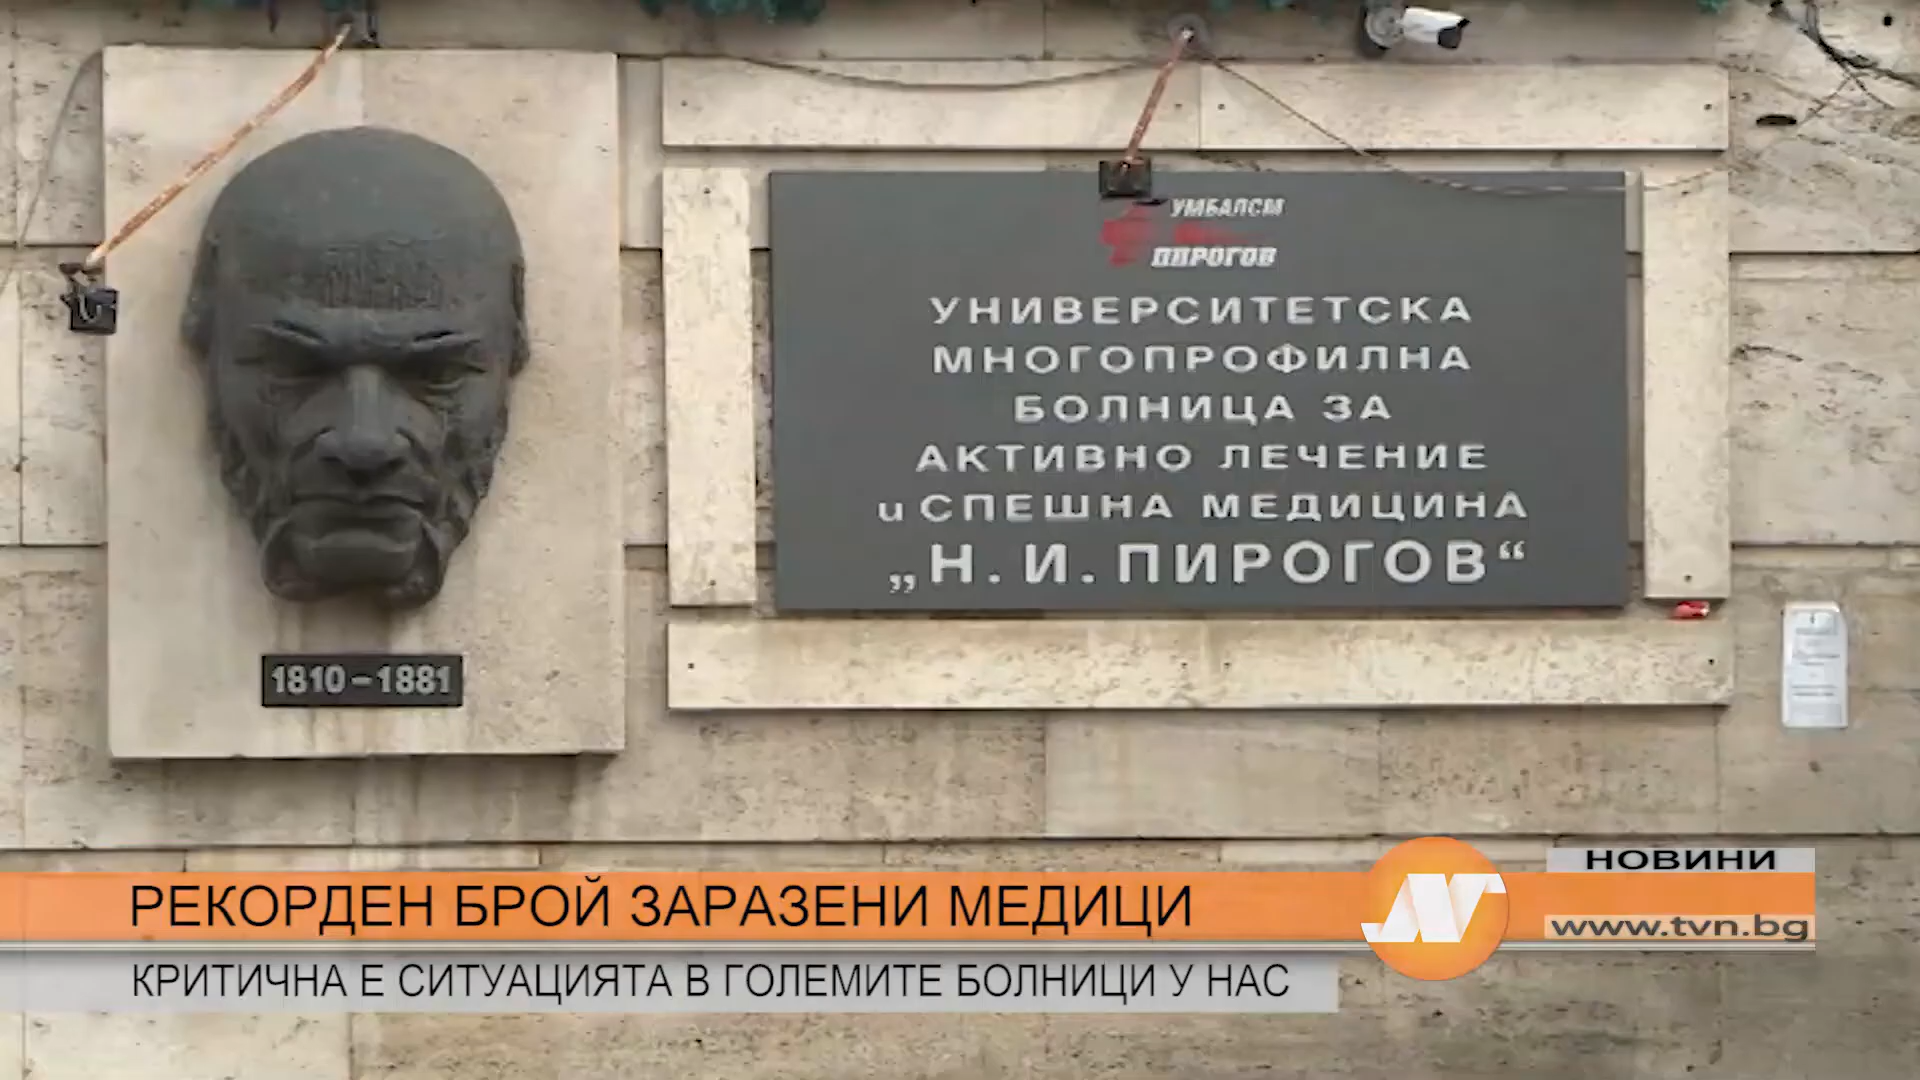 УМБАЛСМ
ПИРОГОВ
УНИВЕРСИТЕТСКА
МНОГОПРОФИЛНА
БОЛНИЦА ЗА
АКТИВНО ЛЕЧЕНИЕ
и СПЕШНА МЕДИЦИНА
„Н. И. ПИРОГОВ“
1810 – 1881
РЕКОРДЕН БРОЙ ЗАРАЗЕНИ МЕДИЦИ
КРИТИЧНА Е СИТУАЦИЯТА В ГОЛЕМИТЕ БОЛНИЦИ У НАС
НОВИНИ
www.tvn.bg